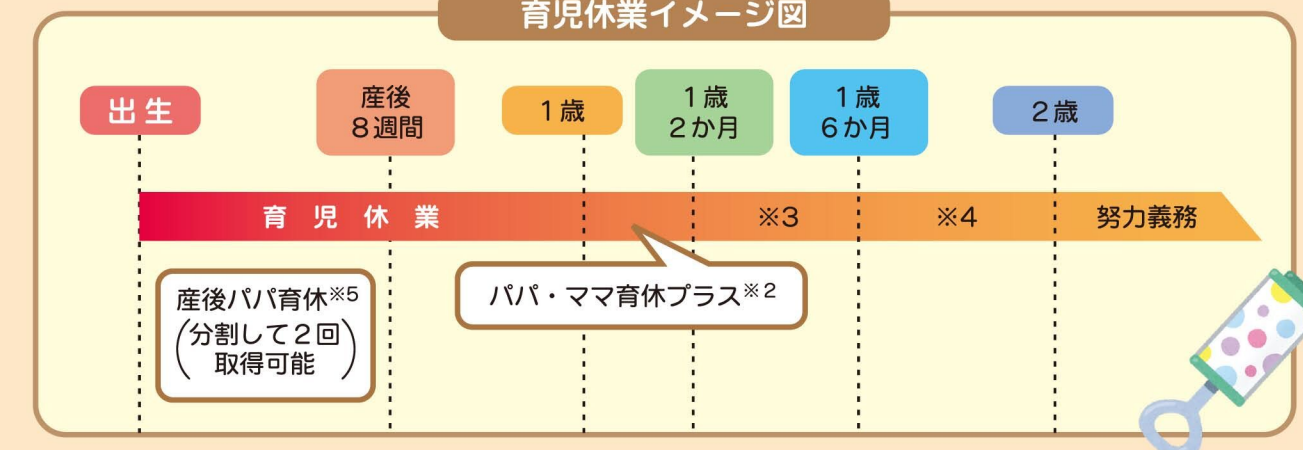 育児休業イメージ図
出生
産後
8週間
1歳
1歳
2か月
1歳
6か月
2歳
育児休業
※3
※4
努力義務
産後パパ育休※5
(分割して2回
取得可能)
パパ・ママ育休プラス※2